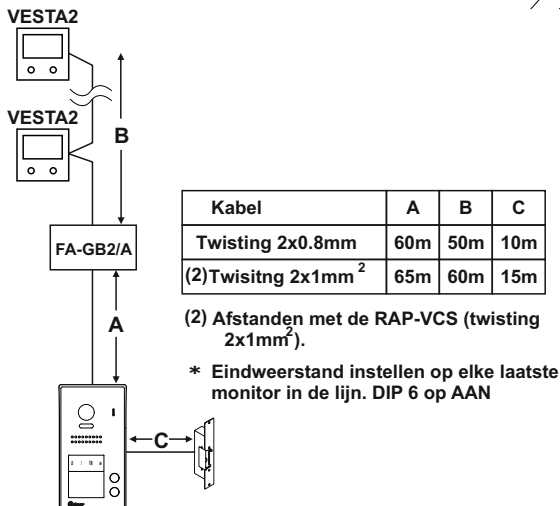 VESTA2
VESTA2
B
FA-GB2/A
A
C
Kabel A B C
Twisting 2x0.8mm 60m 50m 10m
(2)Twisitng 2x1mm² 65m 60m 15m
(2) Afstanden met de RAP-VCS (twisting
2x1mm²).
* Eindweerstand instellen op elke laatste
monitor in de lijn. DIP 6 op AAN